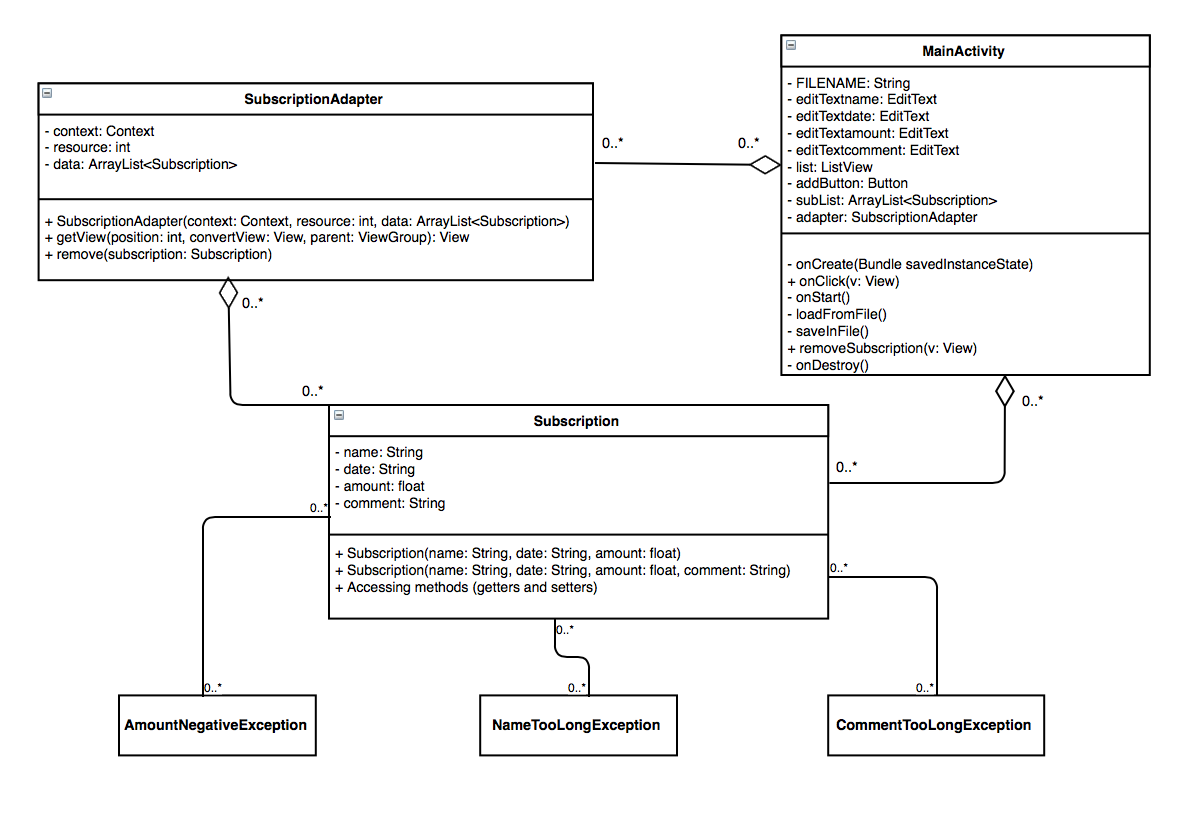 SubscriptionAdapter
- context: Context
- resource: int
- data: ArrayList<Subscription>
+ SubscriptionAdapter(context: Context, resource: int, data: ArrayList<Subscription>)
+ getView(position: int, convertView: View, parent: ViewGroup): View
+ remove(subscription: Subscription)
0..*
0..*
MainActivity
- FILENAME: String
- editTextname: EditText
- editTextdate: EditText
- editTextamount: EditText
- editTextcomment: EditText
- list: ListView
- addButton: Button
- subList: ArrayList<Subscription>
- adapter: SubscriptionAdapter
- onCreate(Bundle savedInstanceState)
+ onClick(v: View)
- onStart()
- loadFromFile()
- saveInFile()
+ removeSubscription(v: View)
- onDestroy()
0..*
0..*
0..*
0..*
Subscription
- name: String
- date: String
- amount: float
- comment: String
+ Subscription(name: String, date: String, amount: float)
+ Subscription(name: String, date: String, amount: float, comment: String)
+ Accessing methods (getters and setters)
0..*
0..*
0..*
0..*
0..*
0..*
AmountNegativeException
NameTooLongException
CommentTooLongException